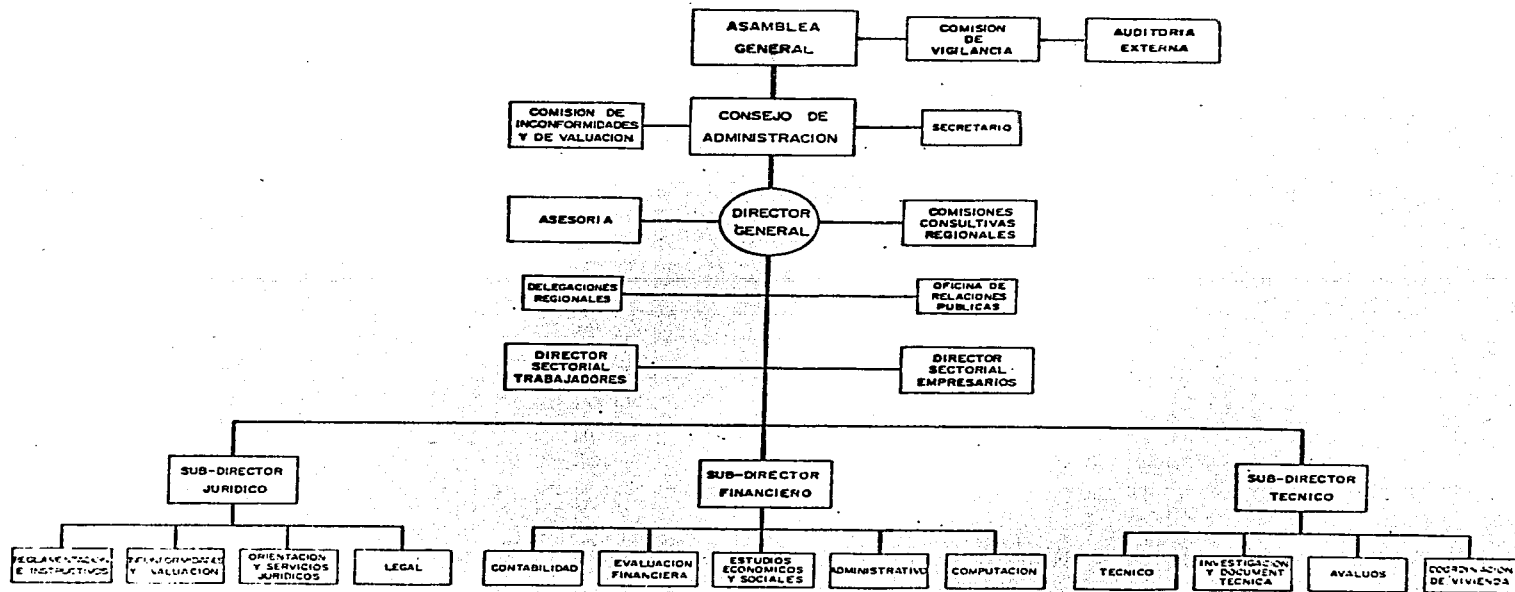 ASAMBLEA
GENERAL
COMISION
DE
VIGILANCIA
AUDITORIA
EXTERNA
COMISION DE
INCONFORMIDADES
Y DE VALUACION
CONSEJO DE
ADMINISTRACION
SECRETARIO
ASESORIA
DIRECTOR
GENERAL
COMISIONES
CONSULTIVAS
REGIONALES
DELEGACIONES
REGIONALES
OFICINA DE
RELACIONES
PUBLICAS
DIRECTOR
SECTORIAL
TRABAJADORES
DIRECTOR
SECTORIAL
EMPRESARIOS
SUB-DIRECTOR
JURIDICO
SUB-DIRECTOR
FINANCIERO
SUB-DIRECTOR
TECNICO
REGLAMENTACION
E INSTRUCTIVOS
INCONFORMIDADES
Y VALUACION
ORIENTACION
Y SERVICIOS
JURIDICOS
LEGAL
CONTABILIDAD
EVALUACION
FINANCIERA
ESTUDIOS
ECONOMICOS
Y SOCIALES
ADMINISTRATIVO
COMPUTACION
TECNICO
INVESTIGACION
Y DOCUMENT
TECNICA
AVALUOS
COORDINACION
DE VIVIENDA